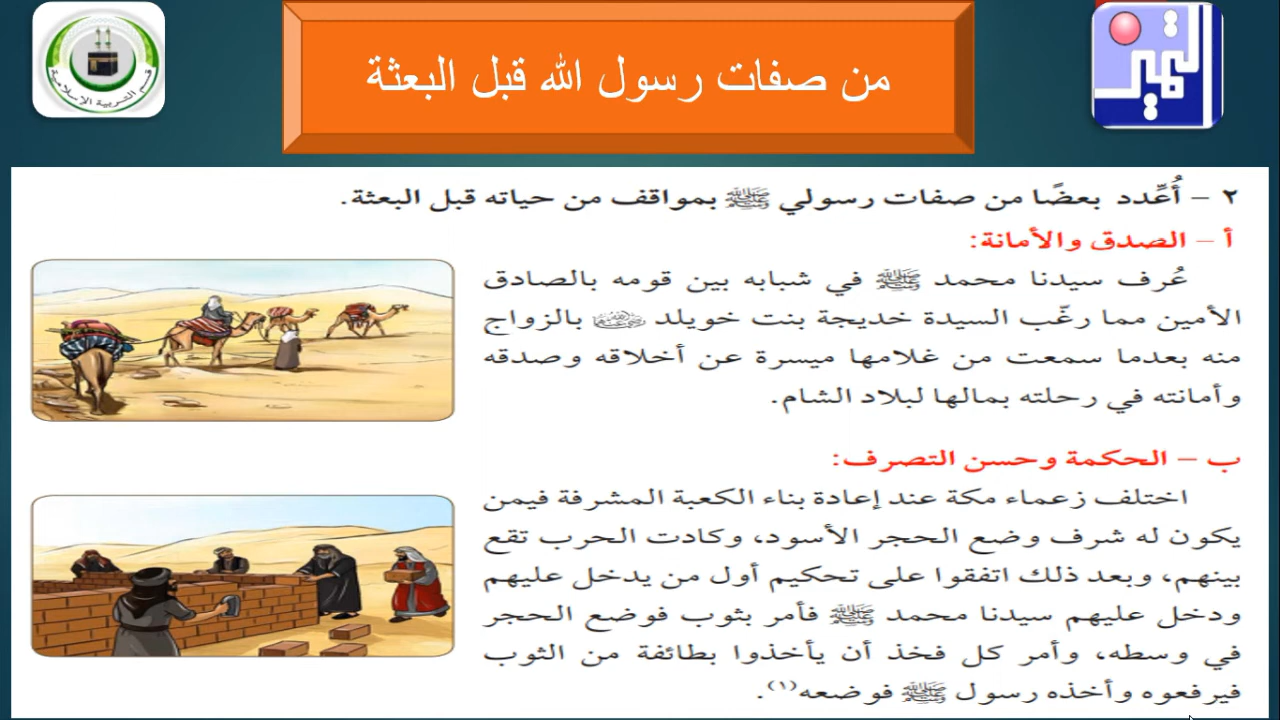 قسم التربية الإسلامية
التميز
من صفات رسول الله قبل البعثة
٢ – أُعدِّد بعضًا من صفات رسولي ﷺ بمواقف من حياته قبل البعثة.
أ – الصدق والأمانة:
عُرف سيدنا محمد ﷺ في شبابه بين قومه بالصادق
الأمين مما رغّب السيدة خديجة بنت خويلد رضي الله عنها بالزواج
منه بعدما سمعت من غلامها ميسرة عن أخلاقه وصدقه
وأمانته في رحلته بمالها لبلاد الشام.
ب – الحكمة وحسن التصرف:
اختلف زعماء مكة عند إعادة بناء الكعبة المشرفة فيمن
يكون له شرف وضع الحجر الأسود، وكادت الحرب تقع
بينهم، وبعد ذلك اتفقوا على تحكيم أول من يدخل عليهم
ودخل عليهم سيدنا محمد ﷺ فأمر بثوب فوضع الحجر
في وسطه، وأمر كل فخذ أن يأخذوا بطائفة من الثوب
فيرفعوه وأخذه رسول ﷺ فوضعه(١).